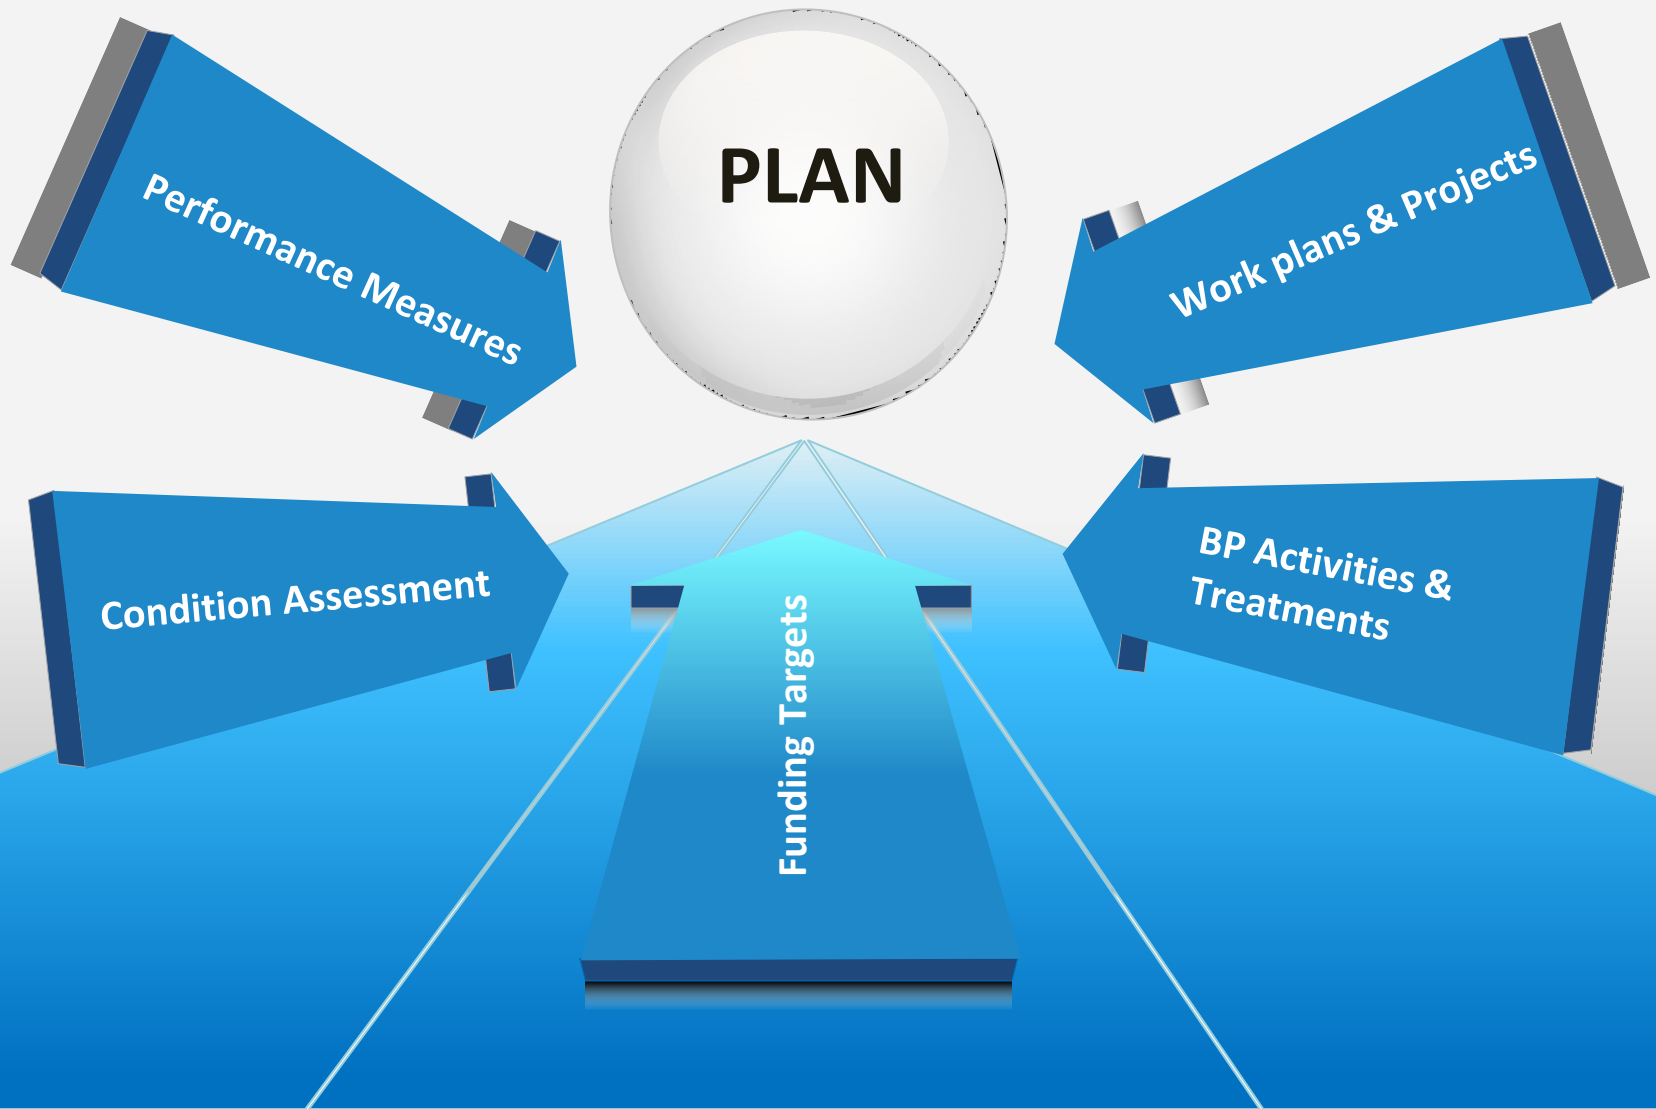 PLAN
Performance Measures
Work plans & Projects
Condition Assessment
BP Activities &
Treatments
Funding Targets